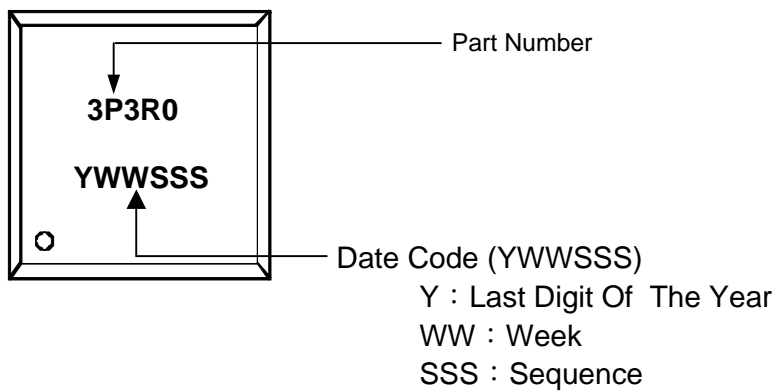 Part Number
3P3R0
YWWSSS
Date Code (YWWSSS)
Y：Last Digit Of The Year
WW：Week
SSS：Sequence